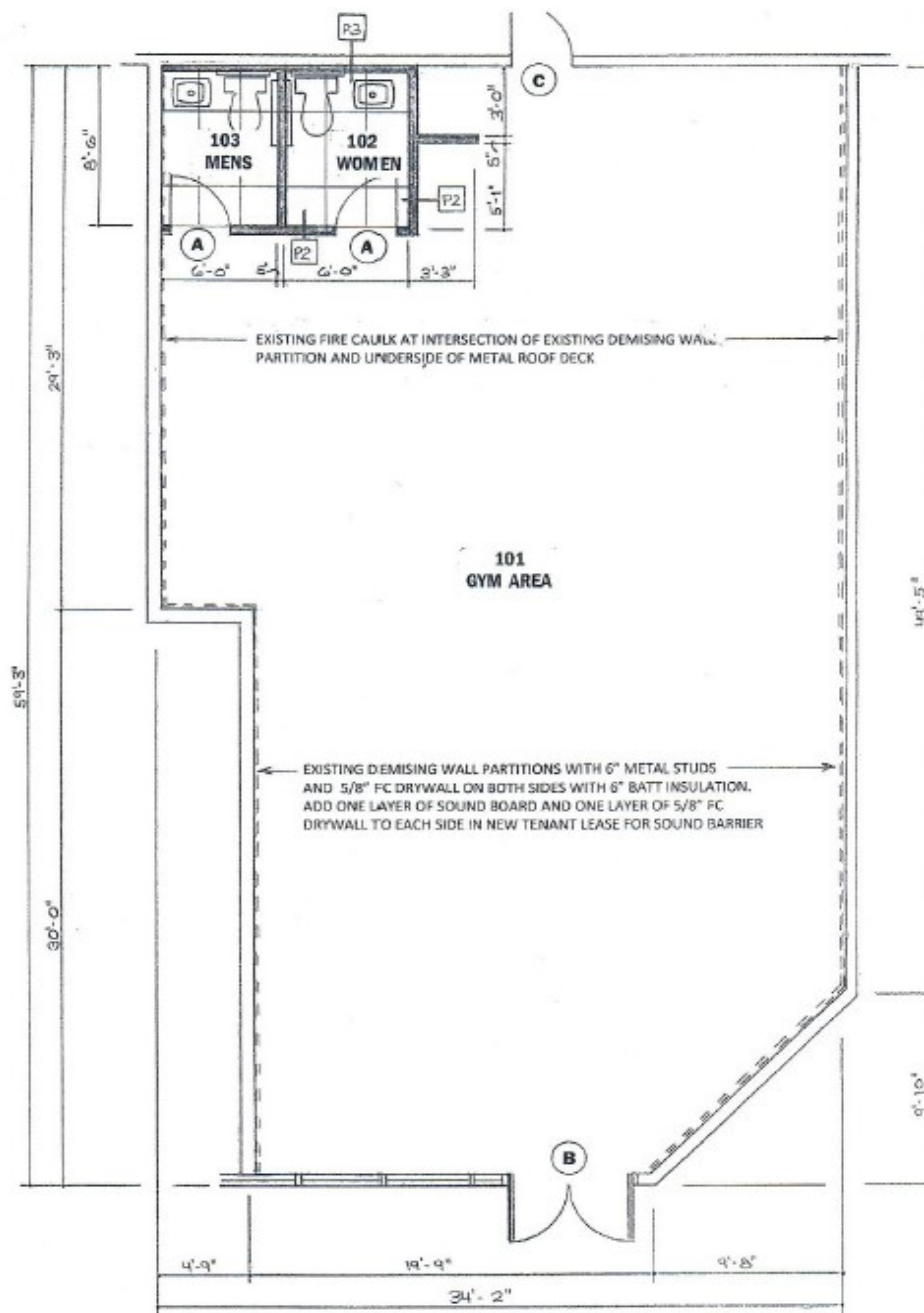 P3
C
103
MENS
102
WOMEN
3'-0"
5"
5'-1"
8'-6"
P2
P2
A
A
6'-0"
5"
6'-0"
3'-3"
EXISTING FIRE CAULK AT INTERSECTION OF EXISTING DEMISING WALL
PARTITION AND UNDERSIDE OF METAL ROOF DECK
29'-3"
101
GYM AREA
59'-3"
EXISTING DEMISING WALL PARTITIONS WITH 6" METAL STUDS
AND 5/8" FC DRYWALL ON BOTH SIDES WITH 6" BATT INSULATION.
ADD ONE LAYER OF SOUND BOARD AND ONE LAYER OF 5/8" FC
DRYWALL TO EACH SIDE IN NEW TENANT LEASE FOR SOUND BARRIER
30'-0"
9'-10"
B
4'-9"
19'-9"
9'-8"
34'-2"